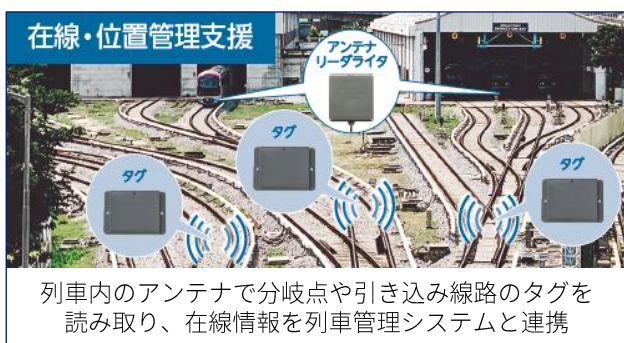 在線・位置管理支援
アンテナ
リーダライタ
タグ
タグ
タグ
列車内のアンテナで分岐点や引き込み線路のタグを
読み取り、在線情報を列車管理システムと連携